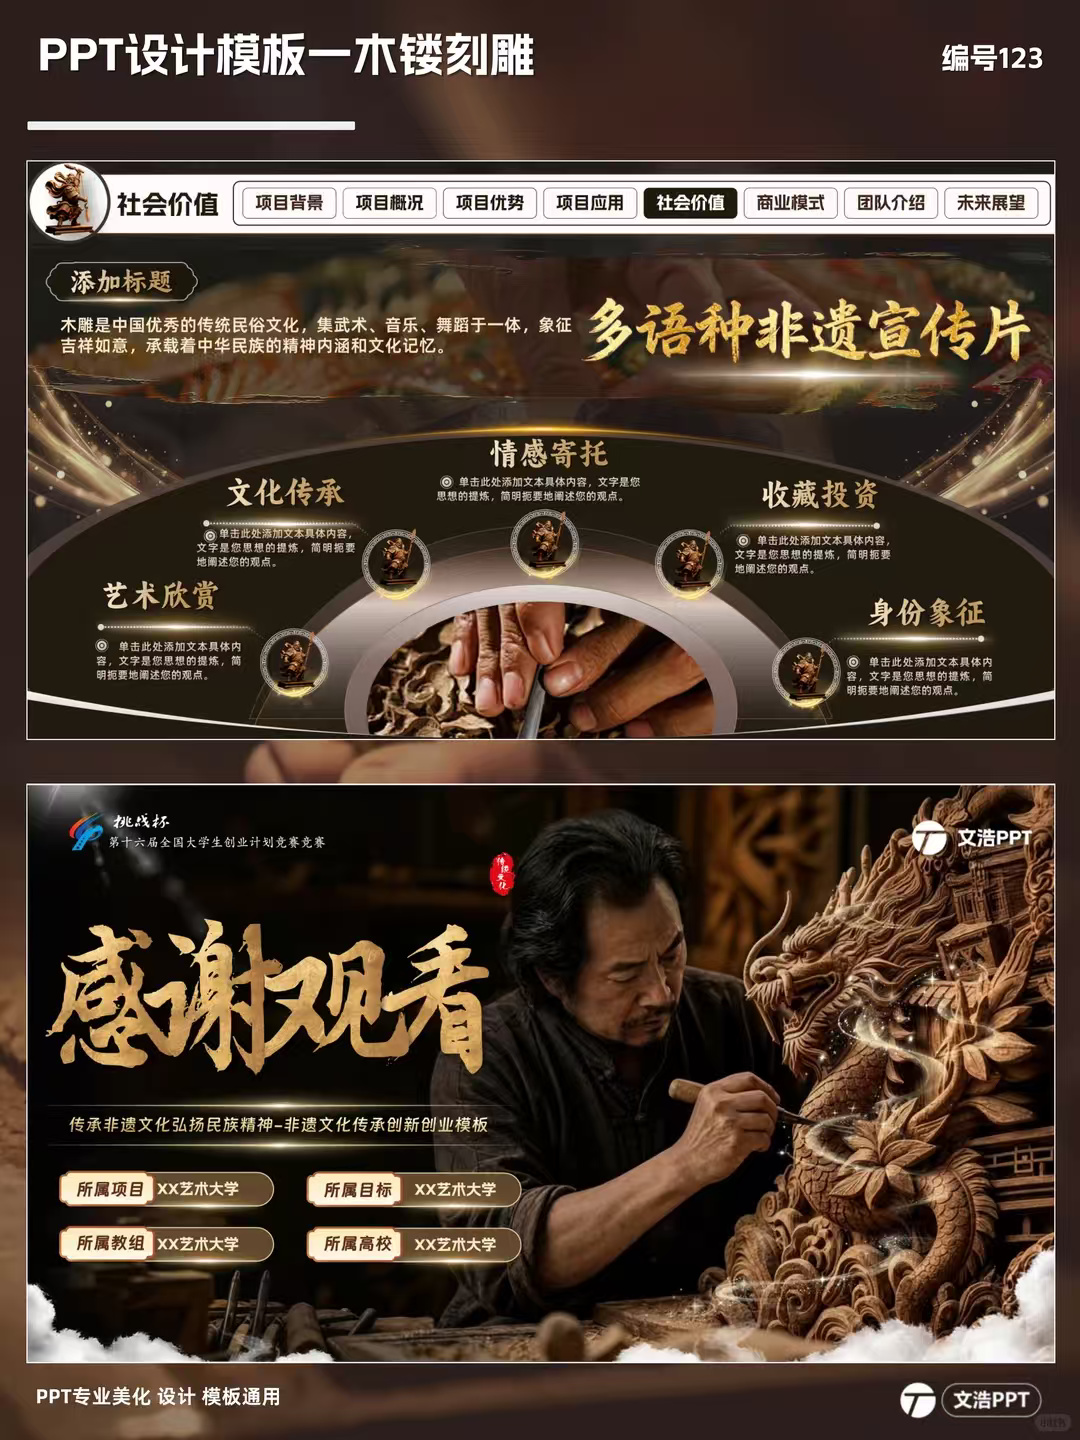 PPT设计模板一木镂刻雕
编号123
社会价值
项目背景 项目概况 项目优势 项目应用 社会价值 商业模式 团队介绍 未来展望
添加标题
木雕是中国优秀的传统民俗文化，集武术、音乐、舞蹈于一体，象征
吉祥如意，承载着中华民族的精神内涵和文化记忆。
多语种非遗宣传片
情感寄托
单击此处添加文本具体内容，文字是您
思想的提炼，简明扼要地阐述您的观点。
文化传承
单击此处添加文本具体内容，
文字是您思想的提炼，简明扼要
地阐述您的观点。
收藏投资
单击此处添加文本具体内容，
文字是您思想的提炼，简明扼要
地阐述您的观点。
艺术欣赏
单击此处添加文本具体内
容，文字是您思想的提炼，简
明扼要地阐述您的观点。
身份象征
单击此处添加文本具体内
容，文字是您思想的提炼，简
明扼要地阐述您的观点。
挑战杯
第十六届全国大学生创业计划竞赛竞赛
传统文化
文浩PPT
感谢观看
传承非遗文化弘扬民族精神-非遗文化传承创新创业模板
所属项目 XX艺术大学
所属目标 XX艺术大学
所属教组 XX艺术大学
所属高校 XX艺术大学
PPT专业美化 设计 模板通用
文浩PPT
小红书